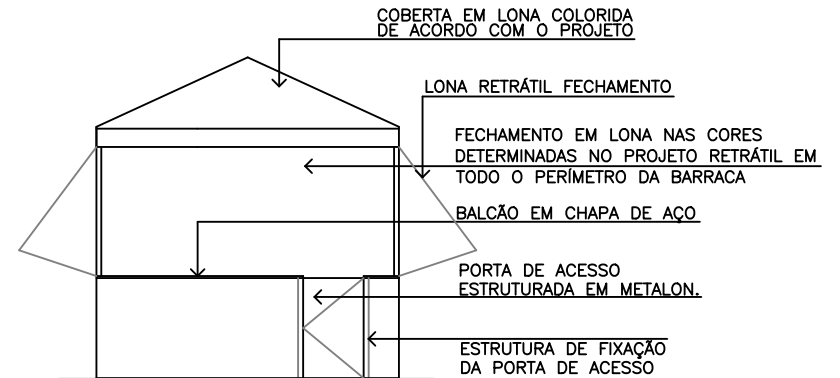 COBERTA EM LONA COLORIDA
DE ACORDO COM O PROJETO
LONA RETRÁTIL FECHAMENTO
FECHAMENTO EM LONA NAS CORES
DETERMINADAS NO PROJETO RETRÁTIL EM
TODO O PERÍMETRO DA BARRACA
BALCÃO EM CHAPA DE AÇO
PORTA DE ACESSO
ESTRUTURADA EM METALON.
ESTRUTURA DE FIXAÇÃO
DA PORTA DE ACESSO